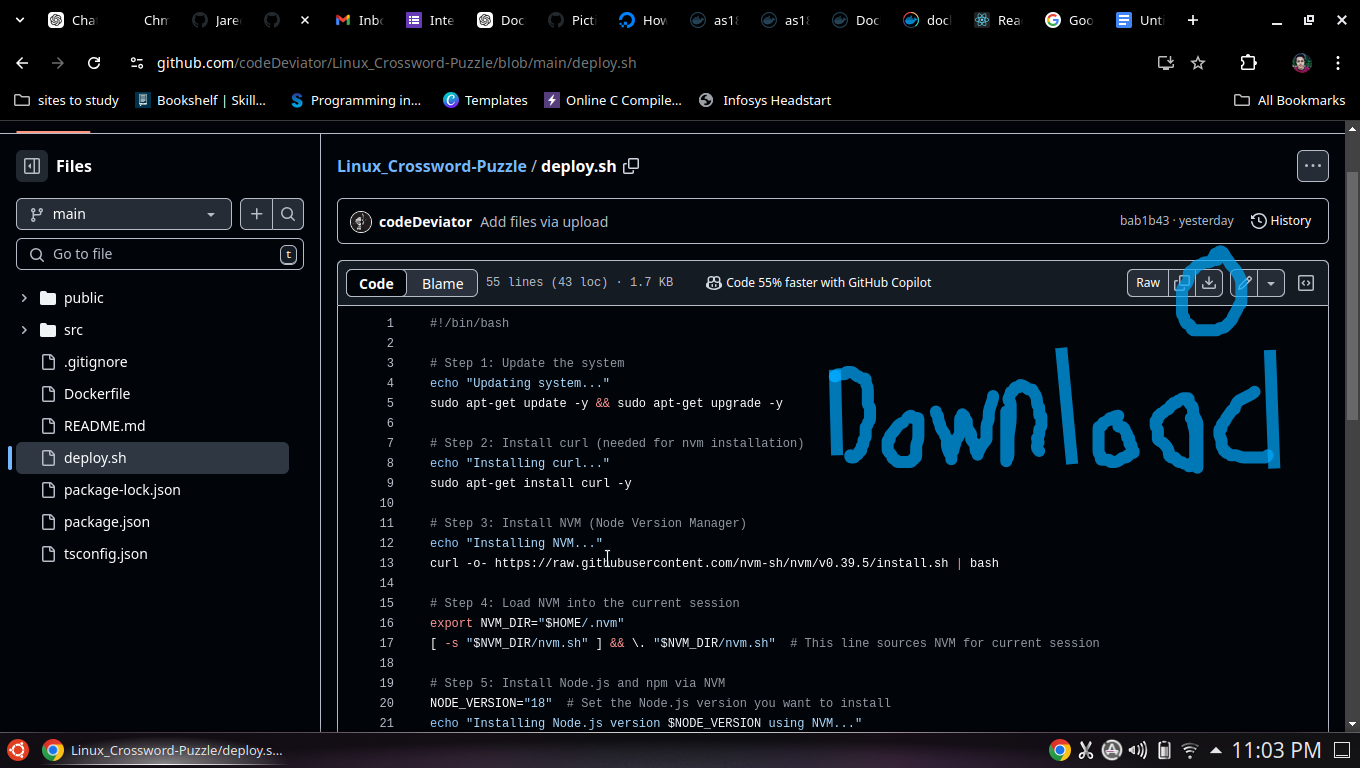 Chat
Chr
Jare
Inbo
Inte
Doc
Picti
How
as18
as18
Doc
docl
Rea
Goo
Unti
github.com/codeDeviator/Linux_Crossword-Puzzle/blob/main/deploy.sh
sites to study
Bookshelf | Skill...
Programming in...
Templates
Online C Compile...
Infosys Headstart
All Bookmarks
Files
Linux_Crossword-Puzzle / deploy.sh
main
codeDeviator Add files via upload
bab1b43 · yesterday
History
Go to file
t
Code
Blame
55 lines (43 loc) · 1.7 KB
Code 55% faster with GitHub Copilot
Raw
public
src
.gitignore
Dockerfile
README.md
deploy.sh
package-lock.json
package.json
tsconfig.json
1 #!/bin/bash
2
3 # Step 1: Update the system
4 echo "Updating system..."
5 sudo apt-get update -y && sudo apt-get upgrade -y
6
7 # Step 2: Install curl (needed for nvm installation)
8 echo "Installing curl..."
9 sudo apt-get install curl -y
10
11 # Step 3: Install NVM (Node Version Manager)
12 echo "Installing NVM..."
13 curl -o- https://raw.githubusercontent.com/nvm-sh/nvm/v0.39.5/install.sh | bash
14
15 # Step 4: Load NVM into the current session
16 export NVM_DIR="$HOME/.nvm"
17 [ -s "$NVM_DIR/nvm.sh" ] && \. "$NVM_DIR/nvm.sh"  # This line sources NVM for current session
18
19 # Step 5: Install Node.js and npm via NVM
20 NODE_VERSION="18"  # Set the Node.js version you want to install
21 echo "Installing Node.js version $NODE_VERSION using NVM..."
Download
Linux_Crossword-Puzzle/deploy.s...
11:03 PM